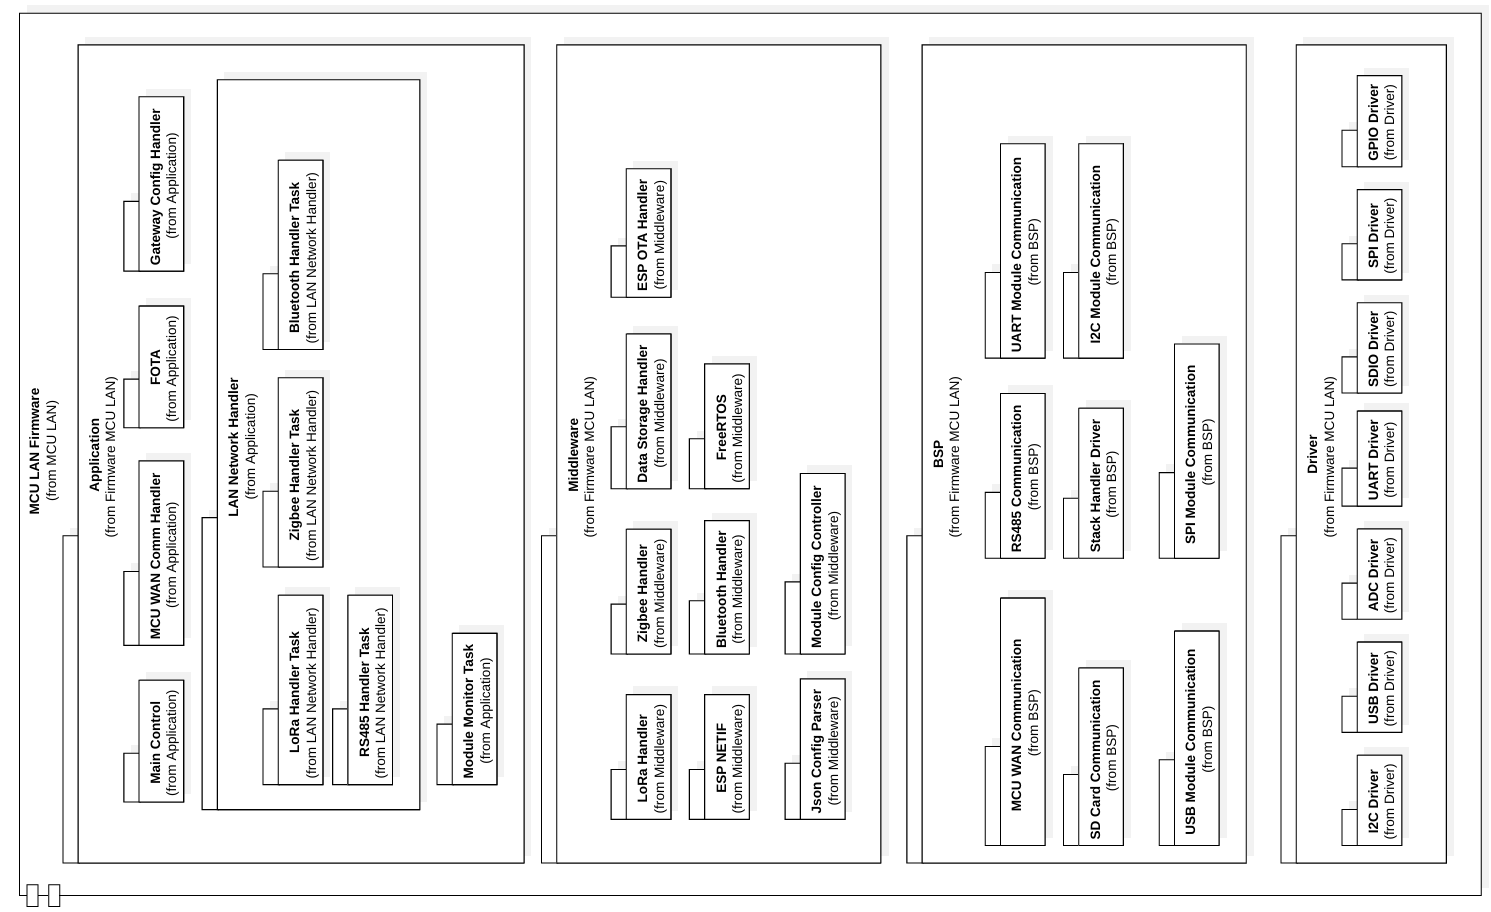 MCU LAN Firmware
(from MCU LAN)
Application
(from Firmware MCU LAN)
Main Control
(from Application)
MCU WAN Comm Handler
(from Application)
FOTA
(from Application)
Gateway Config Handler
(from Application)
LAN Network Handler
(from Application)
LoRa Handler Task
(from LAN Network Handler)
Zigbee Handler Task
(from LAN Network Handler)
Bluetooth Handler Task
(from LAN Network Handler)
RS485 Handler Task
(from LAN Network Handler)
Module Monitor Task
(from Application)
Middleware
(from Firmware MCU LAN)
LoRa Handler
(from Middleware)
Zigbee Handler
(from Middleware)
Data Storage Handler
(from Middleware)
ESP OTA Handler
(from Middleware)
ESP NETIF
(from Middleware)
Bluetooth Handler
(from Middleware)
FreeRTOS
(from Middleware)
Json Config Parser
(from Middleware)
Module Config Controller
(from Middleware)
BSP
(from Firmware MCU LAN)
MCU WAN Communication
(from BSP)
RS485 Communication
(from BSP)
UART Module Communication
(from BSP)
SD Card Communication
(from BSP)
Stack Handler Driver
(from BSP)
I2C Module Communication
(from BSP)
USB Module Communication
(from BSP)
SPI Module Communication
(from BSP)
Driver
(from Firmware MCU LAN)
I2C Driver
(from Driver)
USB Driver
(from Driver)
ADC Driver
(from Driver)
UART Driver
(from Driver)
SDIO Driver
(from Driver)
SPI Driver
(from Driver)
GPIO Driver
(from Driver)